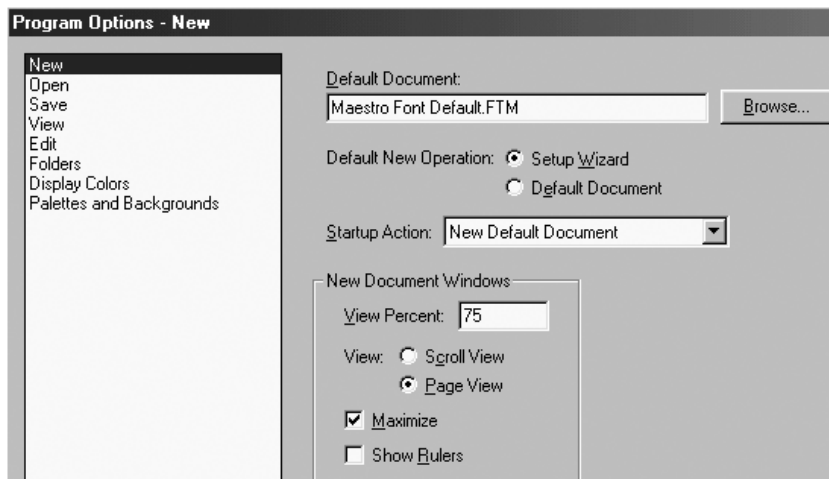 Program Options - New
New
Open
Save
View
Edit
Folders
Display Colors
Palettes and Backgrounds
Default Document:
Maestro Font Default.FTM
Browse...
Default New Operation:
Setup Wizard
Default Document
Startup Action:
New Default Document
New Document Windows
View Percent:
75
View:
Scroll View
Page View
Maximize
Show Rulers